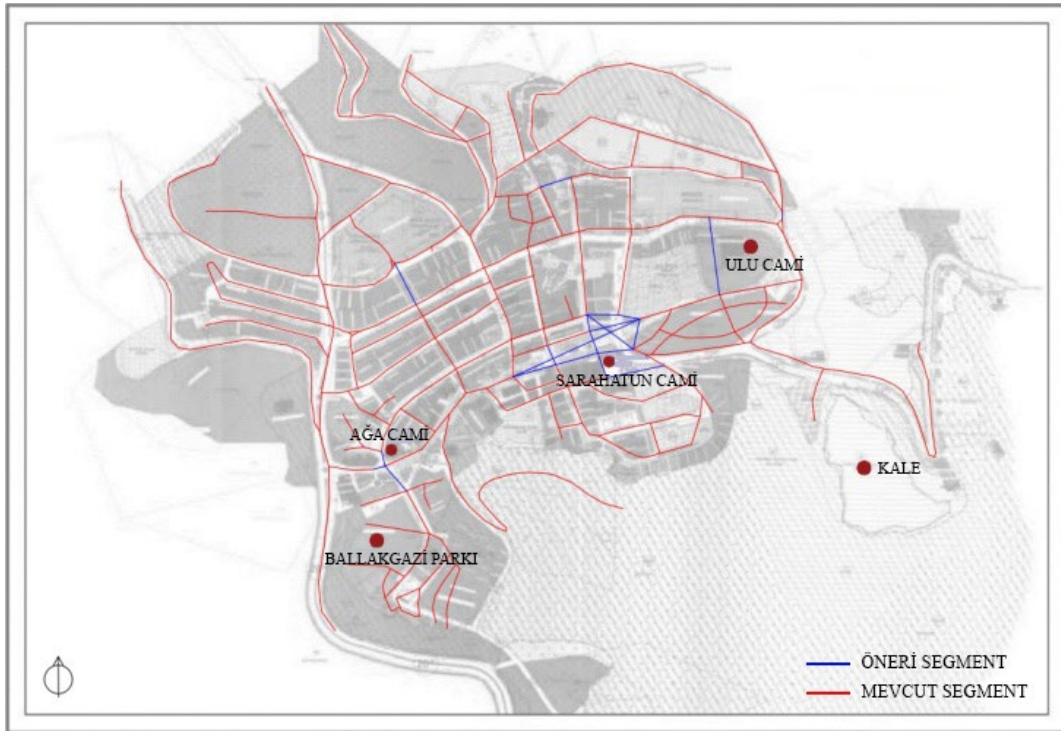 ULU CAMİ
SARAHATUN CAMİ
AĞA CAMİ
KALE
BALLAKGAZİ PARKI
ÖNERİ SEGMENT
MEVCUT SEGMENT